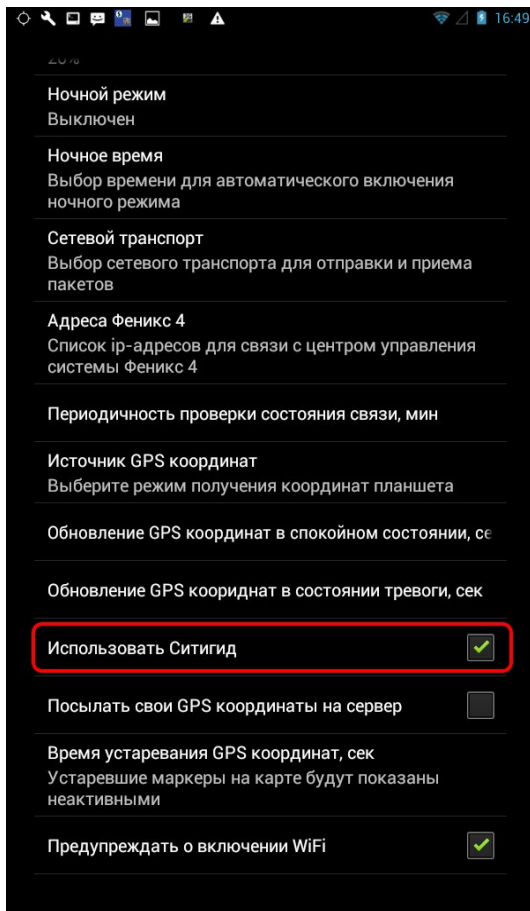 16:49
20%
Ночной режим
Выключен
Ночное время
Выбор времени для автоматического включения
ночного режима
Сетевой транспорт
Выбор сетевого транспорта для отправки и приема
пакетов
Адреса Феникс 4
Список ip-адресов для связи с центром управления
системы Феникс 4
Периодичность проверки состояния связи, мин
Источник GPS координат
Выберите режим получения координат планшета
Обновление GPS координат в спокойном состоянии, се
Обновление GPS коориднат в состоянии тревоги, сек
Использовать Ситигид
Посылать свои GPS координаты на сервер
Время устаревания GPS координат, сек
Устаревшие маркеры на карте будут показаны
неактивными
Предупреждать о включении WiFi